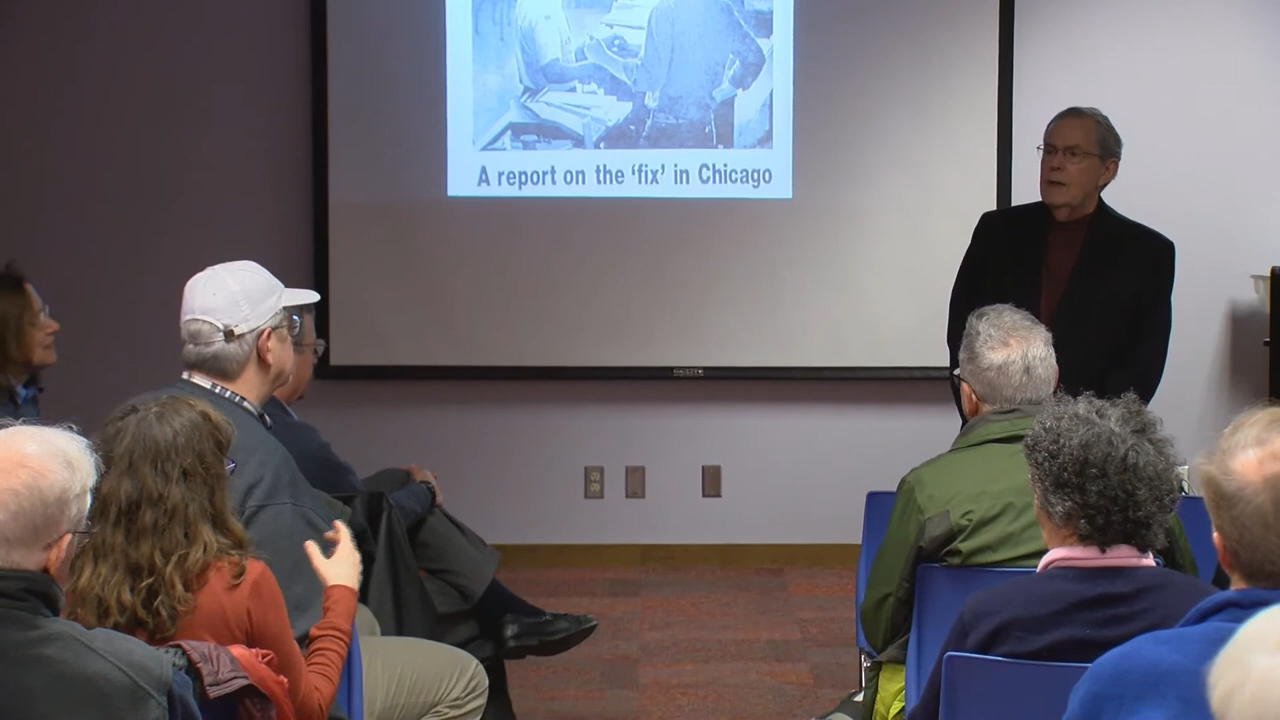 A report on the ‘fix’ in Chicago